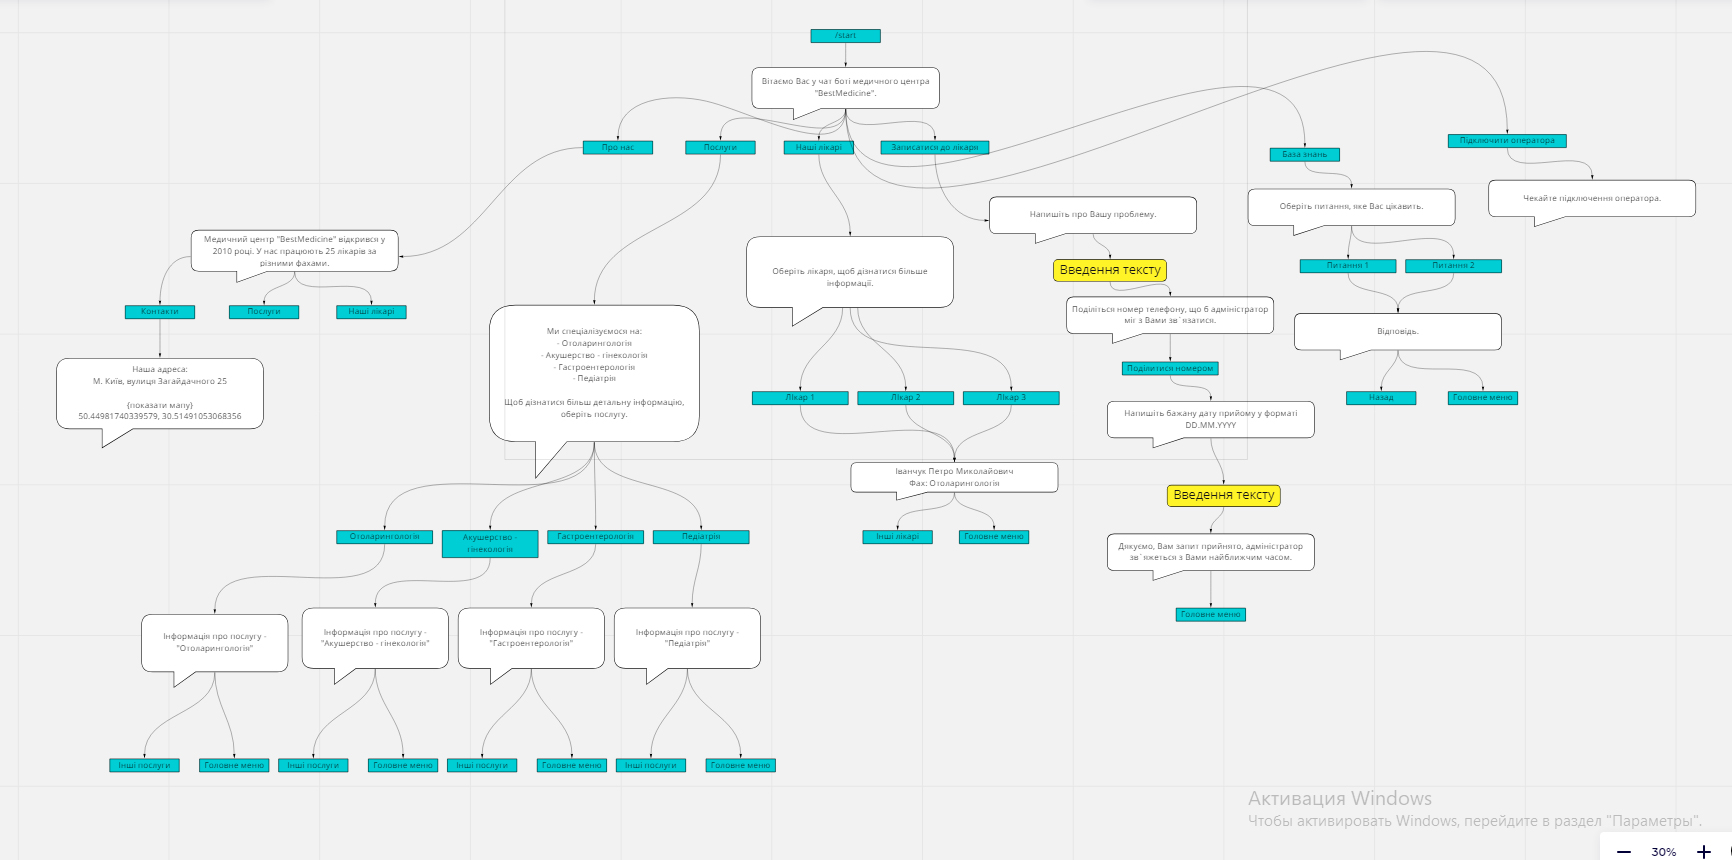 /start
Вітаємо Вас у чат боті медичного центра
"BestMedicine".
Про нас
Послуги
Наші лікарі
Записатися до лікаря
База знань
Підключити оператора
Чекайте підключення оператора.
Оберіть питання, яке Вас цікавить.
Напишіть про Вашу проблему.
Медичний центр "BestMedicine" відкрився у
2010 році. У нас працюють 25 лікарів за
різними фахами.
Оберіть лікаря, щоб дізнатися більше
інформації.
Введення тексту
Питання 1
Питання 2
Контакти
Послуги
Наші лікарі
Поділіться номер телефону, що б адміністратор
міг з Вами зв`язатися.
Відповідь.
Ми спеціалізуємося на:
- Отоларингологія
- Акушерство - гінекологія
- Гастроентерологія
- Педіатрія
Щоб дізнатися більш детальну інформацію,
оберіть послугу.
Наша адреса:
М. Київ, вулиця Загайдачного 25
{показати мапу}
50.44981740339579, 30.51491053068356
Поділитися номером
Лікар 1
Лікар 2
Лікар 3
Назад
Головне меню
Напишіть бажану дату прийому у форматі
DD.MM.YYYY
Іванчук Петро Миколайович
Фах: Отоларингологія
Введення тексту
Отоларингологія
Акушерство -
гінекологія
Гастроентерологія
Педіатрія
Інші лікарі
Головне меню
Дякуємо, Вам запит прийнято, адміністратор
зв`яжеться з Вами найближчим часом.
Головне меню
Інформація про послугу -
"Отоларингологія"
Інформація про послугу -
"Акушерство - гінекологія"
Інформація про послугу -
"Гастроентерологія"
Інформація про послугу -
"Педіатрія"
Інші послуги
Головне меню
Інші послуги
Головне меню
Інші послуги
Головне меню
Інші послуги
Головне меню
Активация Windows
Чтобы активировать Windows, перейдите в раздел "Параметры".
30%